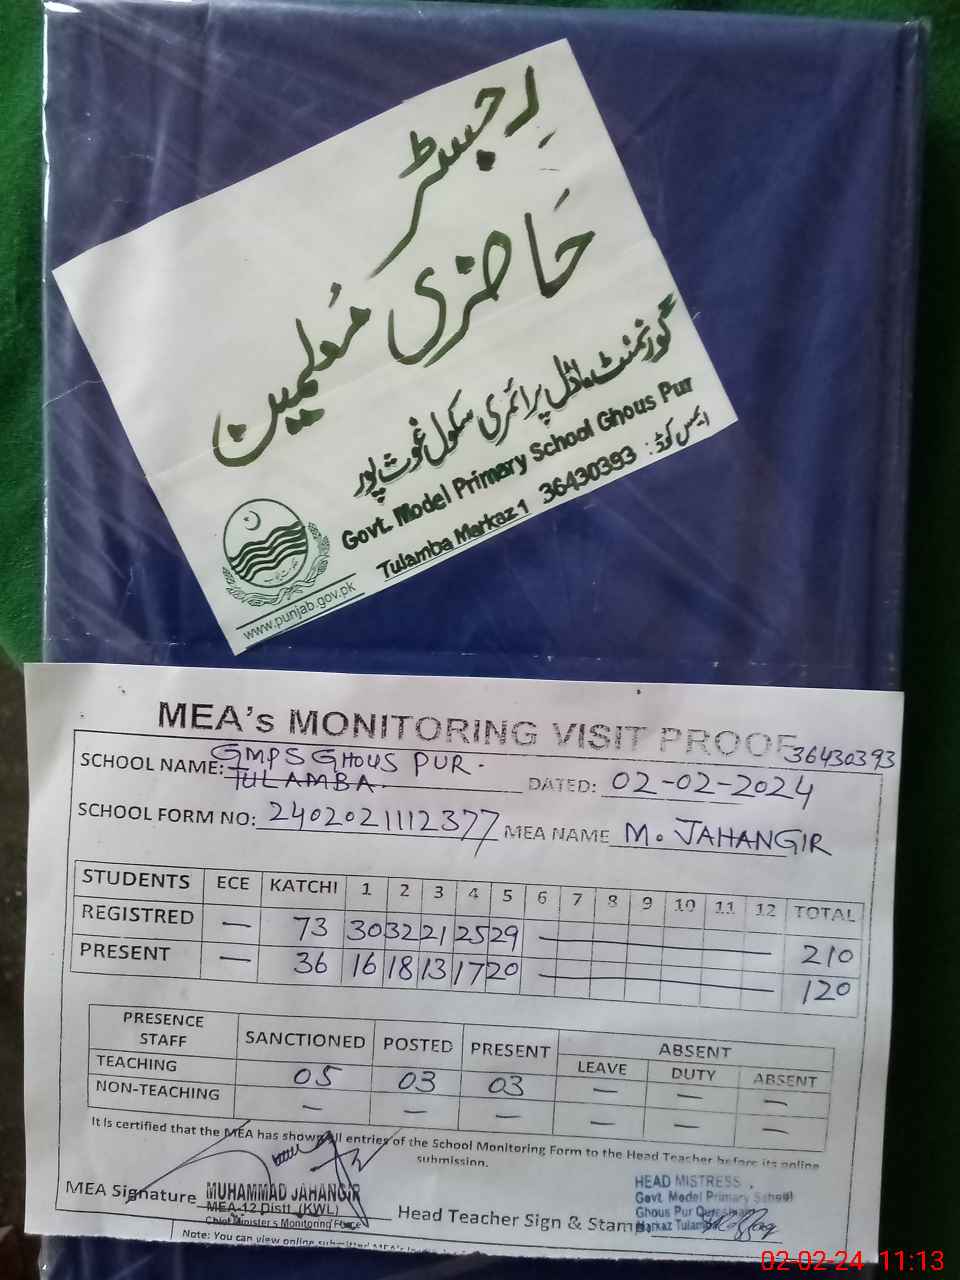 رجسٹر
حاضری معلمین
گورنمنٹ ماڈل پرائمری سکول غوث پور
Govt. Model Primary School Ghous Pur
Tulamba Markaz 1 36430393 : ایمس کوڈ
www.punjab.gov.pk
MEA's MONITORING VISIT PROOF
36430393
SCHOOL NAME: GMPS GHOUS PUR. TULAMBA. DATED: 02-02-2024
SCHOOL FORM NO: 2402021112377 MEA NAME M. JAHANGIR
STUDENTS ECE KATCHI 1 2 3 4 5 6 7 8 9 10 11 12 TOTAL
REGISTRED — 73 30 32 21 25 29 — 210
PRESENT — 36 16 18 13 17 20 — 120
PRESENCE STAFF SANCTIONED POSTED PRESENT ABSENT
LEAVE DUTY ABSENT
TEACHING 05 03 03 — — —
NON-TEACHING — — — — — —
It is certified that the MEA has shown all entries of the School Monitoring Form to the Head Teacher before its online
submission.
MEA Signature MUHAMMAD JAHANGIR
MEA-12 Distt (KWL)
Chief Minister's Monitoring Force
Head Teacher Sign & Stamp
HEAD MISTRESS
Govt. Model Primary School
Ghous Pur
Markaz Tulamba
Note: You can view online submitted MEA's
02-02-24 11:13